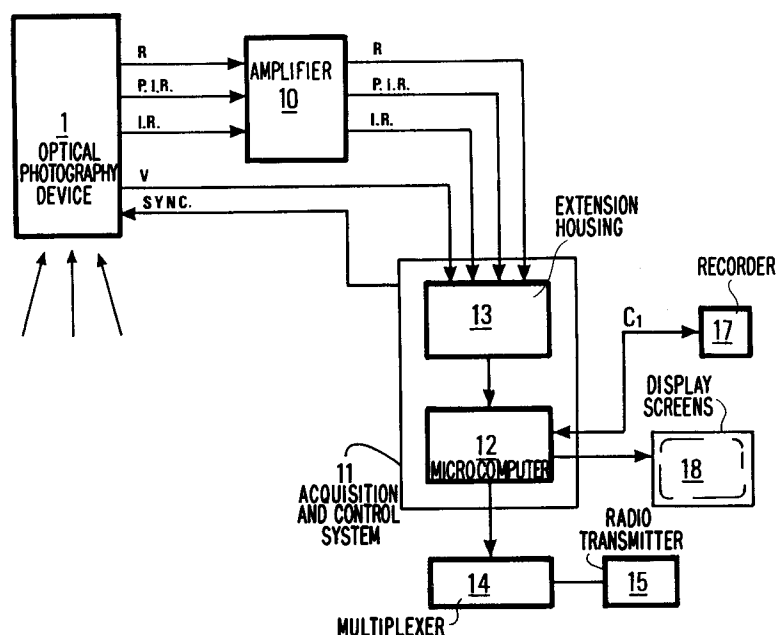 1
OPTICAL
PHOTOGRAPHY
DEVICE
R
P.I.R.
I.R.
V
SYNC.
AMPLIFIER
10
R
P.I.R.
I.R.
EXTENSION
HOUSING
13
RECORDER
17
C1
DISPLAY
SCREENS
18
12
MICROCOMPUTER
11
ACQUISITION
AND CONTROL
SYSTEM
RADIO
TRANSMITTER
15
14
MULTIPLEXER